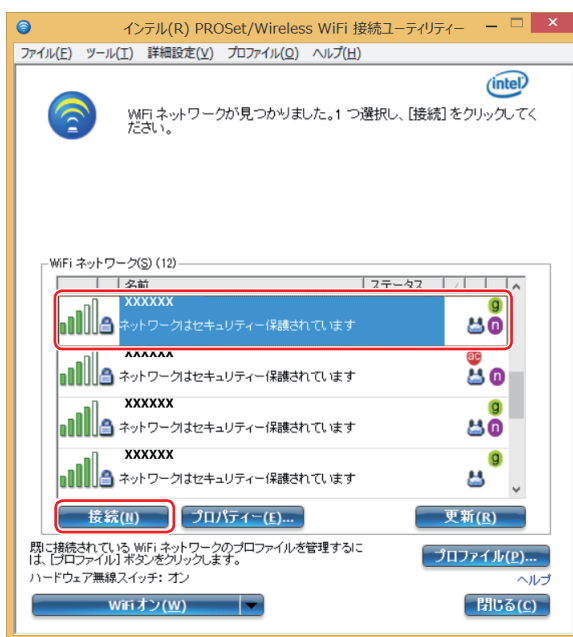 インテル(R) PROSet/Wireless WiFi 接続ユーティリティー
ファイル(F) ツール(T) 詳細設定(V) プロファイル(O) ヘルプ(H)
intel
WiFi ネットワークが見つかりました。1 つ選択し、[接続] をクリックしてく
ださい。
WiFi ネットワーク(S) (12)
名前 ステータス
XXXXXX
g
ネットワークはセキュリティー保護されています
n
XXXXXX
ac
ネットワークはセキュリティー保護されています
n
XXXXXX
g
ネットワークはセキュリティー保護されています
n
XXXXXX
g
ネットワークはセキュリティー保護されています
接続(N) プロパティー(E)... 更新(R)
既に接続されている WiFi ネットワークのプロファイルを管理するに
は、[プロファイル] ボタンをクリックします。
プロファイル(P)...
ハードウェア無線スイッチ: オン
ヘルプ
WiFi オン(W) 閉じる(C)